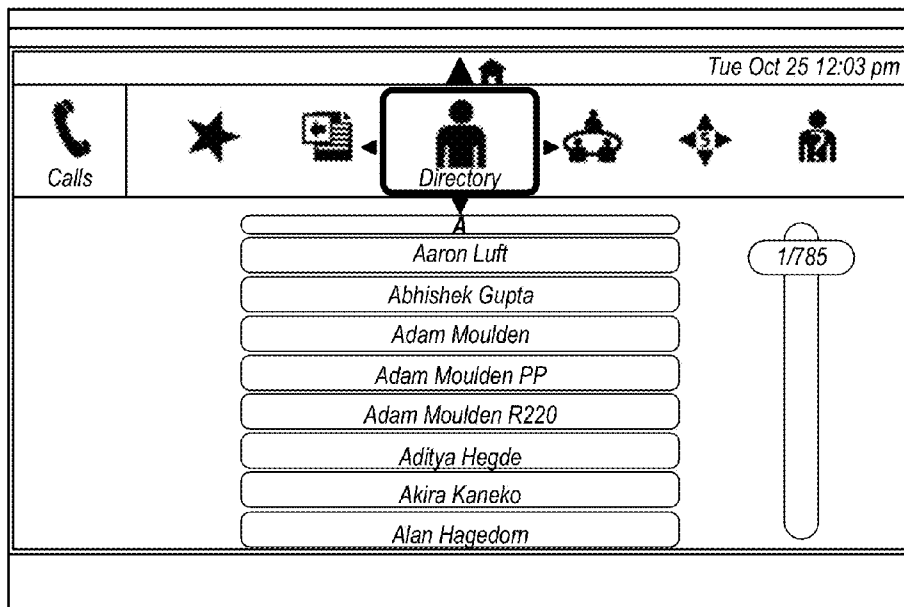 Tue Oct 25 12:03 pm
Calls
Directory
S
A
Aaron Luft
1/785
Abhishek Gupta
Adam Moulden
Adam Moulden PP
Adam Moulden R220
Aditya Hegde
Akira Kaneko
Alan Hagedorn